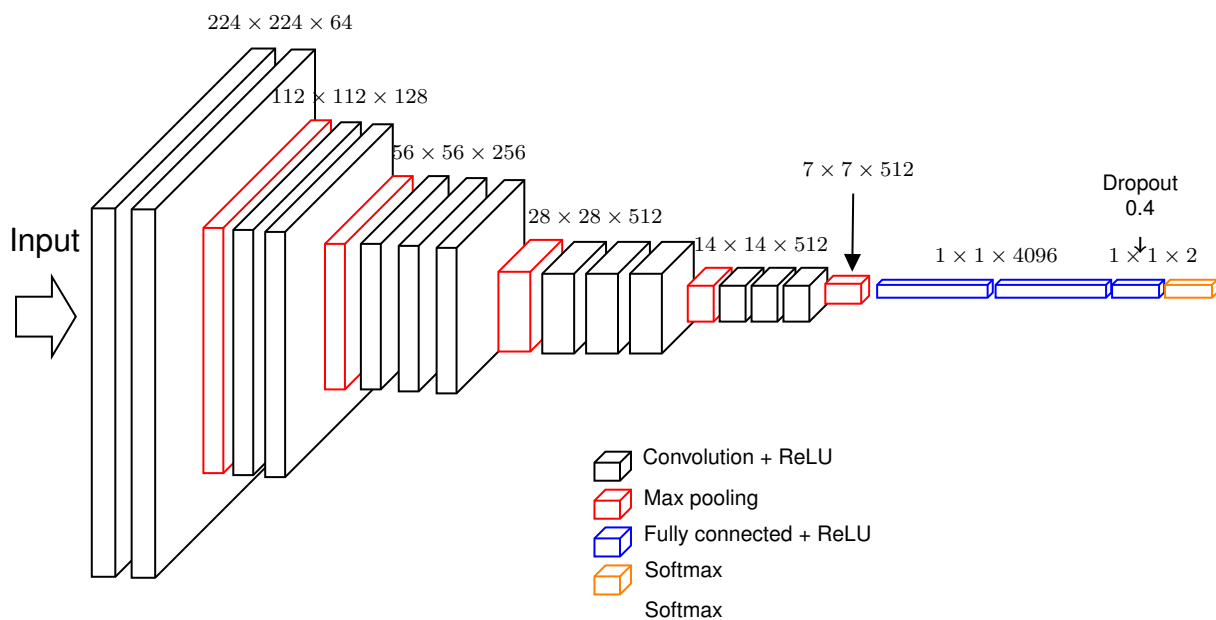 224 × 224 × 64
112 × 112 × 128
56 × 56 × 256
28 × 28 × 512
14 × 14 × 512
7 × 7 × 512
1 × 1 × 4096
Dropout
0.4
1 × 1 × 2
Input
Convolution + ReLU
Max pooling
Fully connected + ReLU
Softmax
Softmax